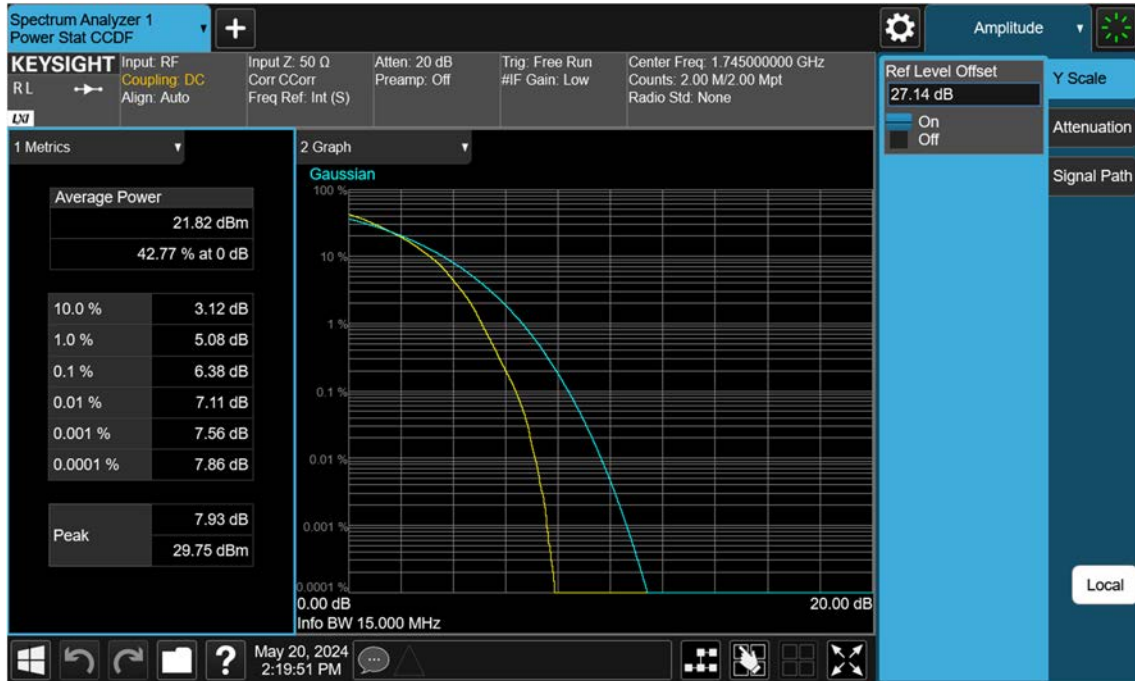 Spectrum Analyzer 1
Power Stat CCDF
Amplitude
KEYSIGHT
R L
LXI
Input: RF
Coupling: DC
Align: Auto
Input Z: 50 Ω
Corr CCorr
Freq Ref: Int (S)
Atten: 20 dB
Preamp: Off
Trig: Free Run
#IF Gain: Low
Center Freq: 1.745000000 GHz
Counts: 2.00 M/2.00 Mpt
Radio Std: None
Ref Level Offset
27.14 dB
On
Off
Y Scale
Attenuation
Signal Path
1 Metrics
Average Power
21.82 dBm
42.77 % at 0 dB
10.0 % 3.12 dB
1.0 % 5.08 dB
0.1 % 6.38 dB
0.01 % 7.11 dB
0.001 % 7.56 dB
0.0001 % 7.86 dB
Peak
7.93 dB
29.75 dBm
2 Graph
Gaussian
100 %
10 %
1 %
0.1 %
0.01 %
0.001 %
0.0001 %
0.00 dB 20.00 dB
Info BW 15.000 MHz
Local
?
May 20, 2024
2:19:51 PM